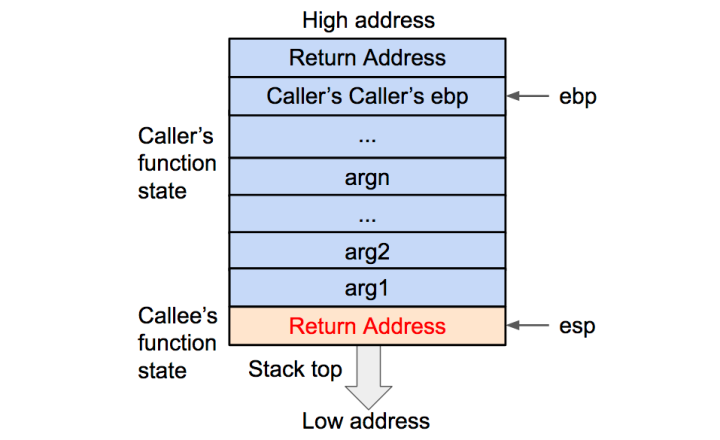 High address
Return Address
Caller's Caller's ebp
ebp
...
Caller's
function
state
argn
...
arg2
arg1
Callee's
function
state
Return Address
esp
Stack top
Low address